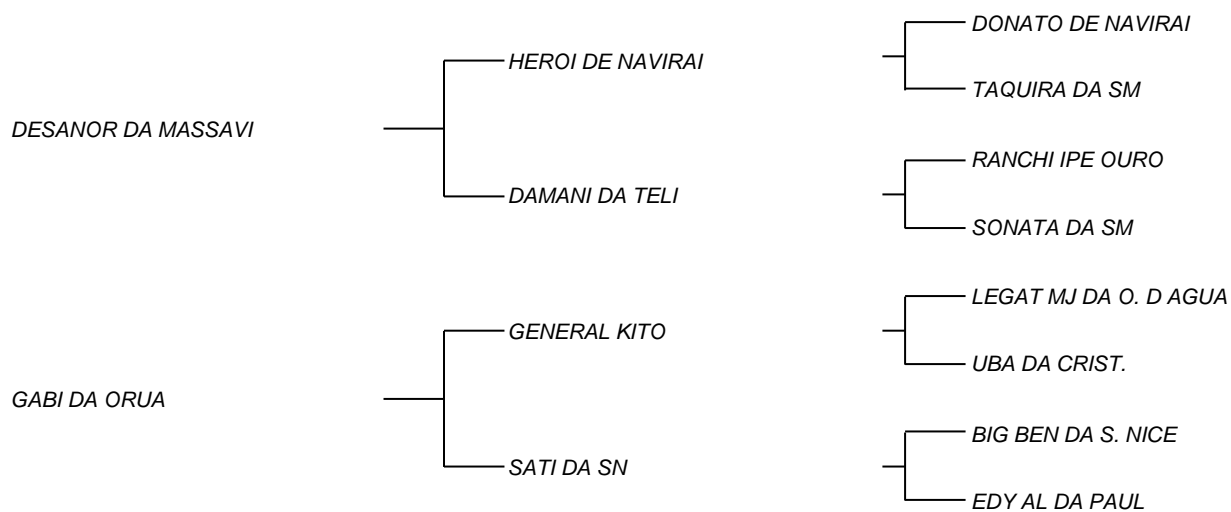 DONATO DE NAVIRAI
HEROI DE NAVIRAI
TAQUIRA DA SM
DESANOR DA MASSAVI
RANCHI IPE OURO
DAMANI DA TELI
SONATA DA SM
LEGAT MJ DA O. D AGUA
GENERAL KITO
UBA DA CRIST.
GABI DA ORUA
BIG BEN DA S. NICE
SATI DA SN
EDY AL DA PAUL